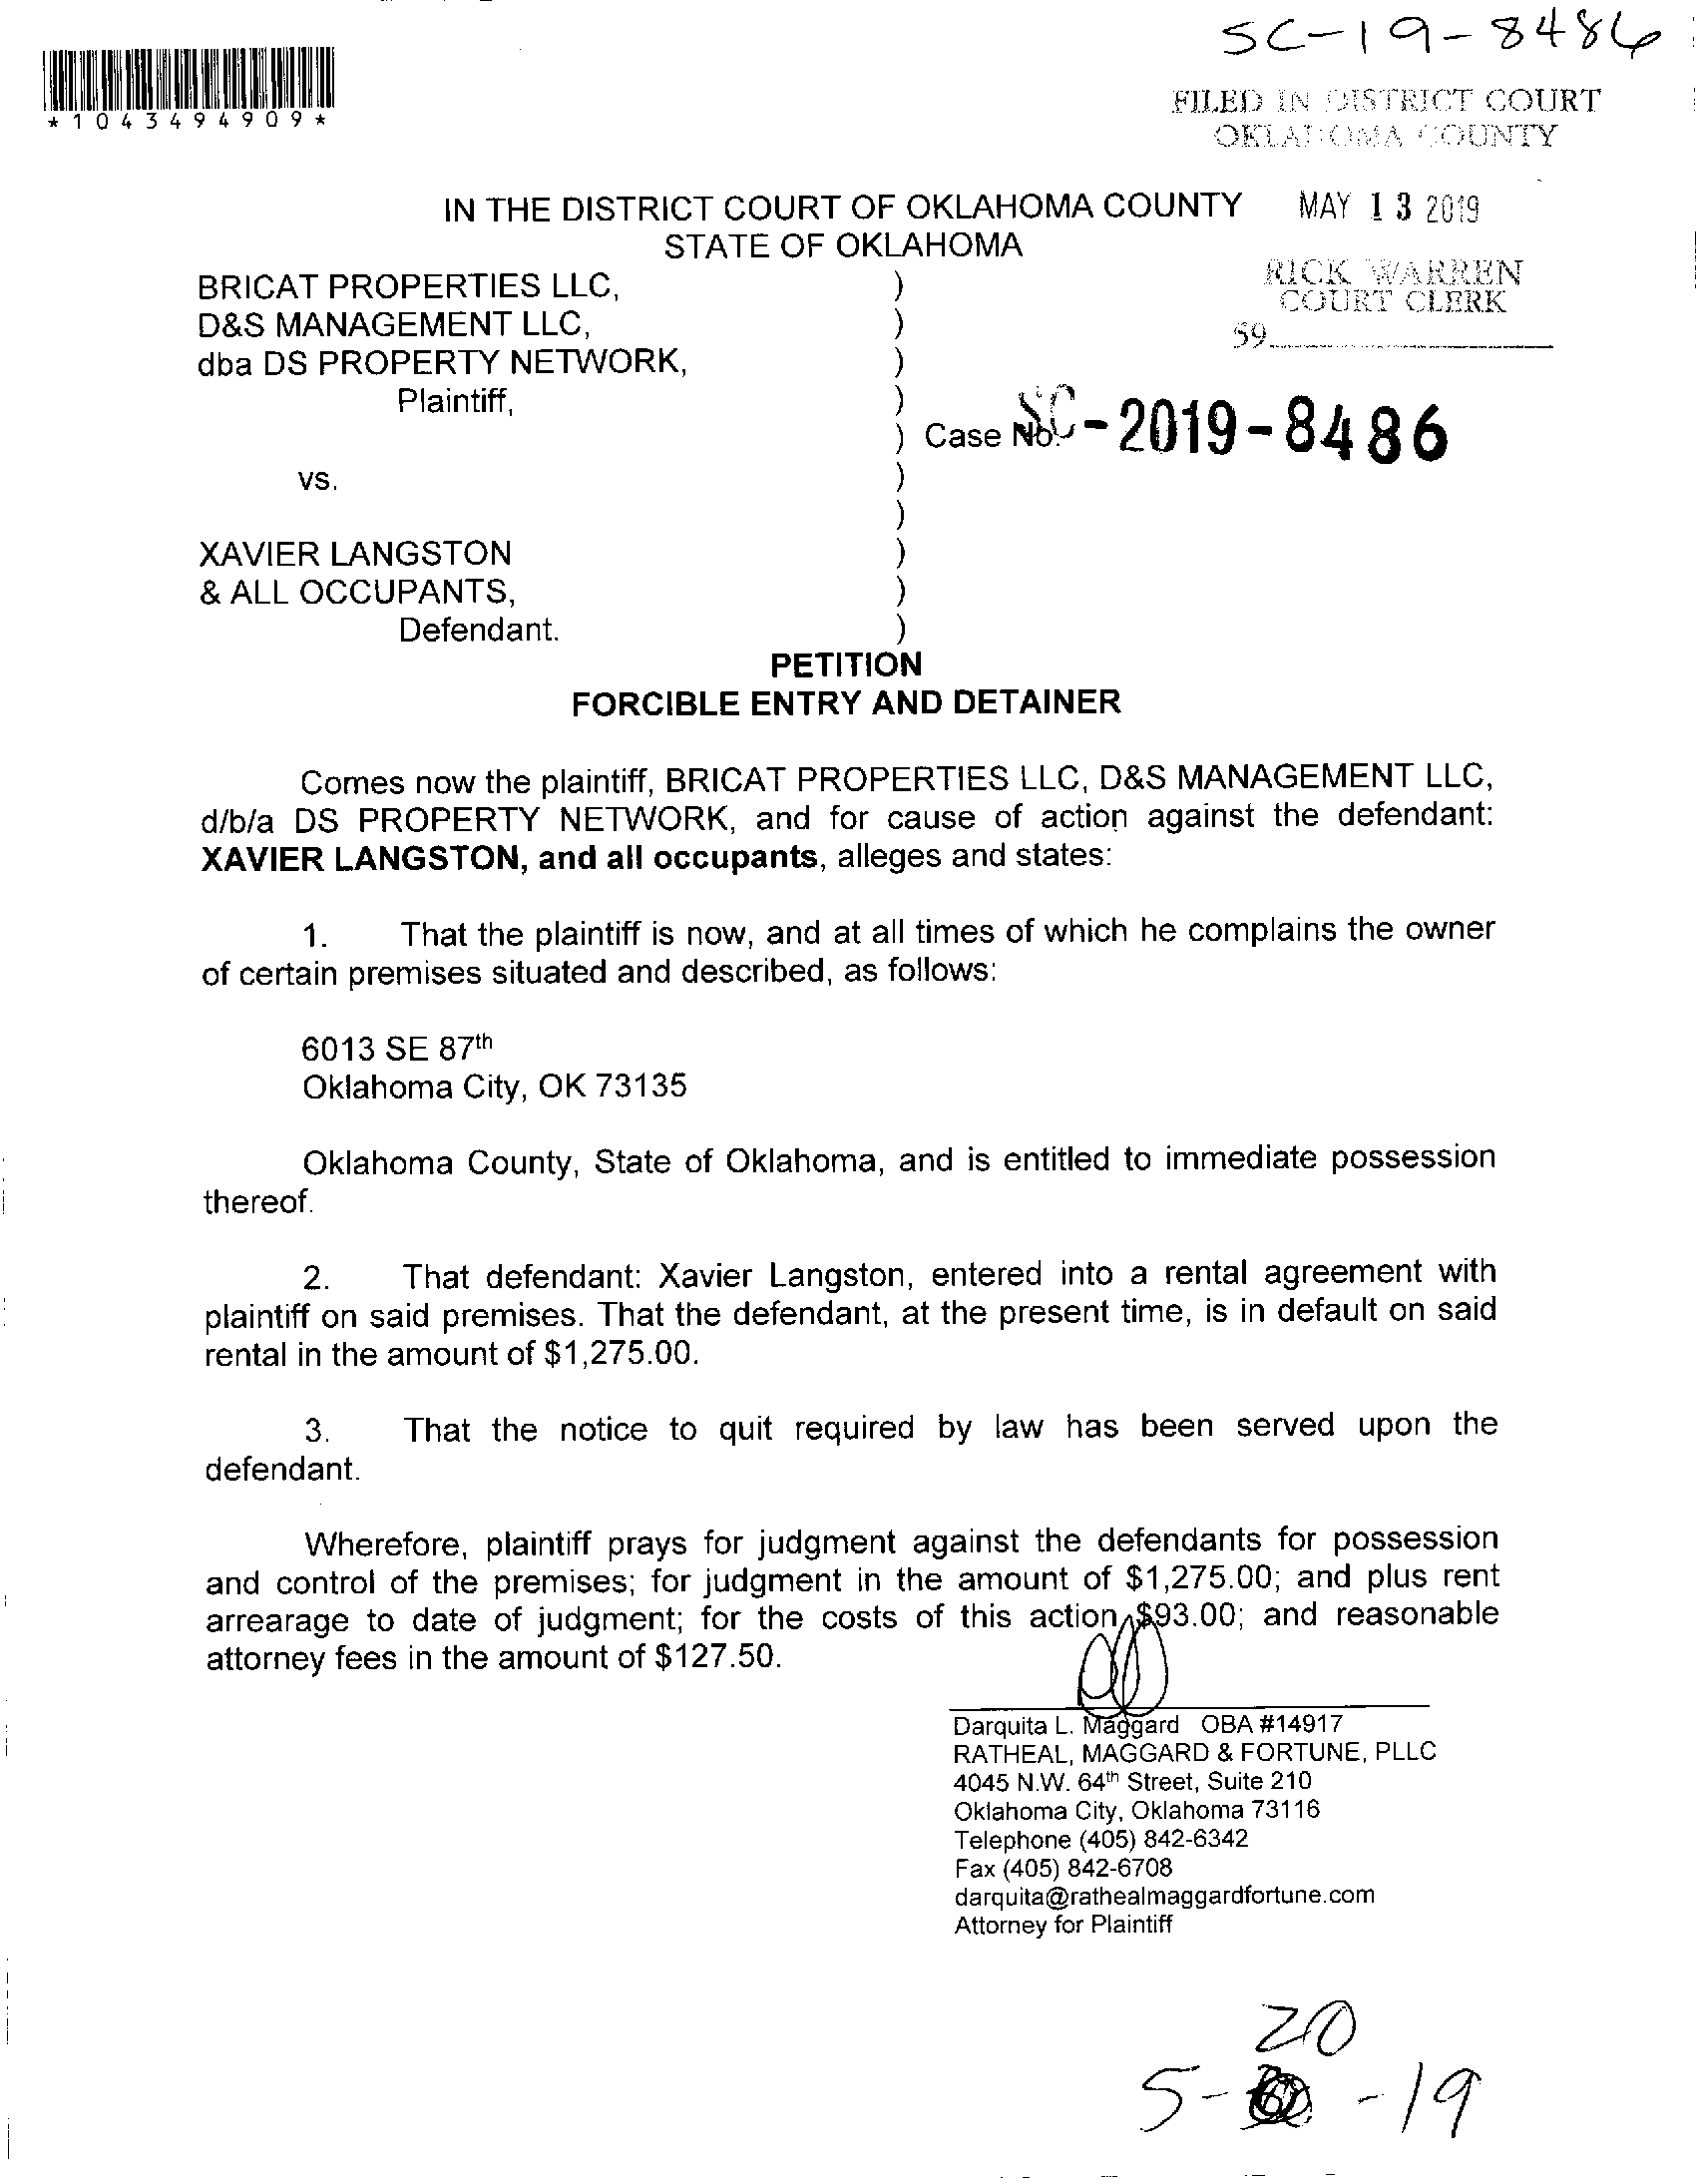 SC-19-8486
*1043494909*
FILED IN DISTRICT COURT
OKLAHOMA COUNTY
IN THE DISTRICT COURT OF OKLAHOMA COUNTY MAY 13 2019
STATE OF OKLAHOMA
RICK WARREN
COURT CLERK
59
BRICAT PROPERTIES LLC, )
D&S MANAGEMENT LLC, )
dba DS PROPERTY NETWORK, )
Plaintiff, )
) Case No. SC-2019-8486
vs. )
)
XAVIER LANGSTON )
& ALL OCCUPANTS, )
Defendant. )
PETITION
FORCIBLE ENTRY AND DETAINER
Comes now the plaintiff, BRICAT PROPERTIES LLC, D&S MANAGEMENT LLC,
d/b/a DS PROPERTY NETWORK, and for cause of action against the defendant:
XAVIER LANGSTON, and all occupants, alleges and states:
1. That the plaintiff is now, and at all times of which he complains the owner
of certain premises situated and described, as follows:
6013 SE 87th
Oklahoma City, OK 73135
Oklahoma County, State of Oklahoma, and is entitled to immediate possession
thereof.
2. That defendant: Xavier Langston, entered into a rental agreement with
plaintiff on said premises. That the defendant, at the present time, is in default on said
rental in the amount of $1,275.00.
3. That the notice to quit required by law has been served upon the
defendant.
Wherefore, plaintiff prays for judgment against the defendants for possession
and control of the premises; for judgment in the amount of $1,275.00; and plus rent
arrearage to date of judgment; for the costs of this action, $93.00; and reasonable
attorney fees in the amount of $127.50.
Darquita L. Maggard OBA #14917
RATHEAL, MAGGARD & FORTUNE, PLLC
4045 N.W. 64th Street, Suite 210
Oklahoma City, Oklahoma 73116
Telephone (405) 842-6342
Fax (405) 842-6708
darquita@rathealmaggardfortune.com
Attorney for Plaintiff
20
5- -19